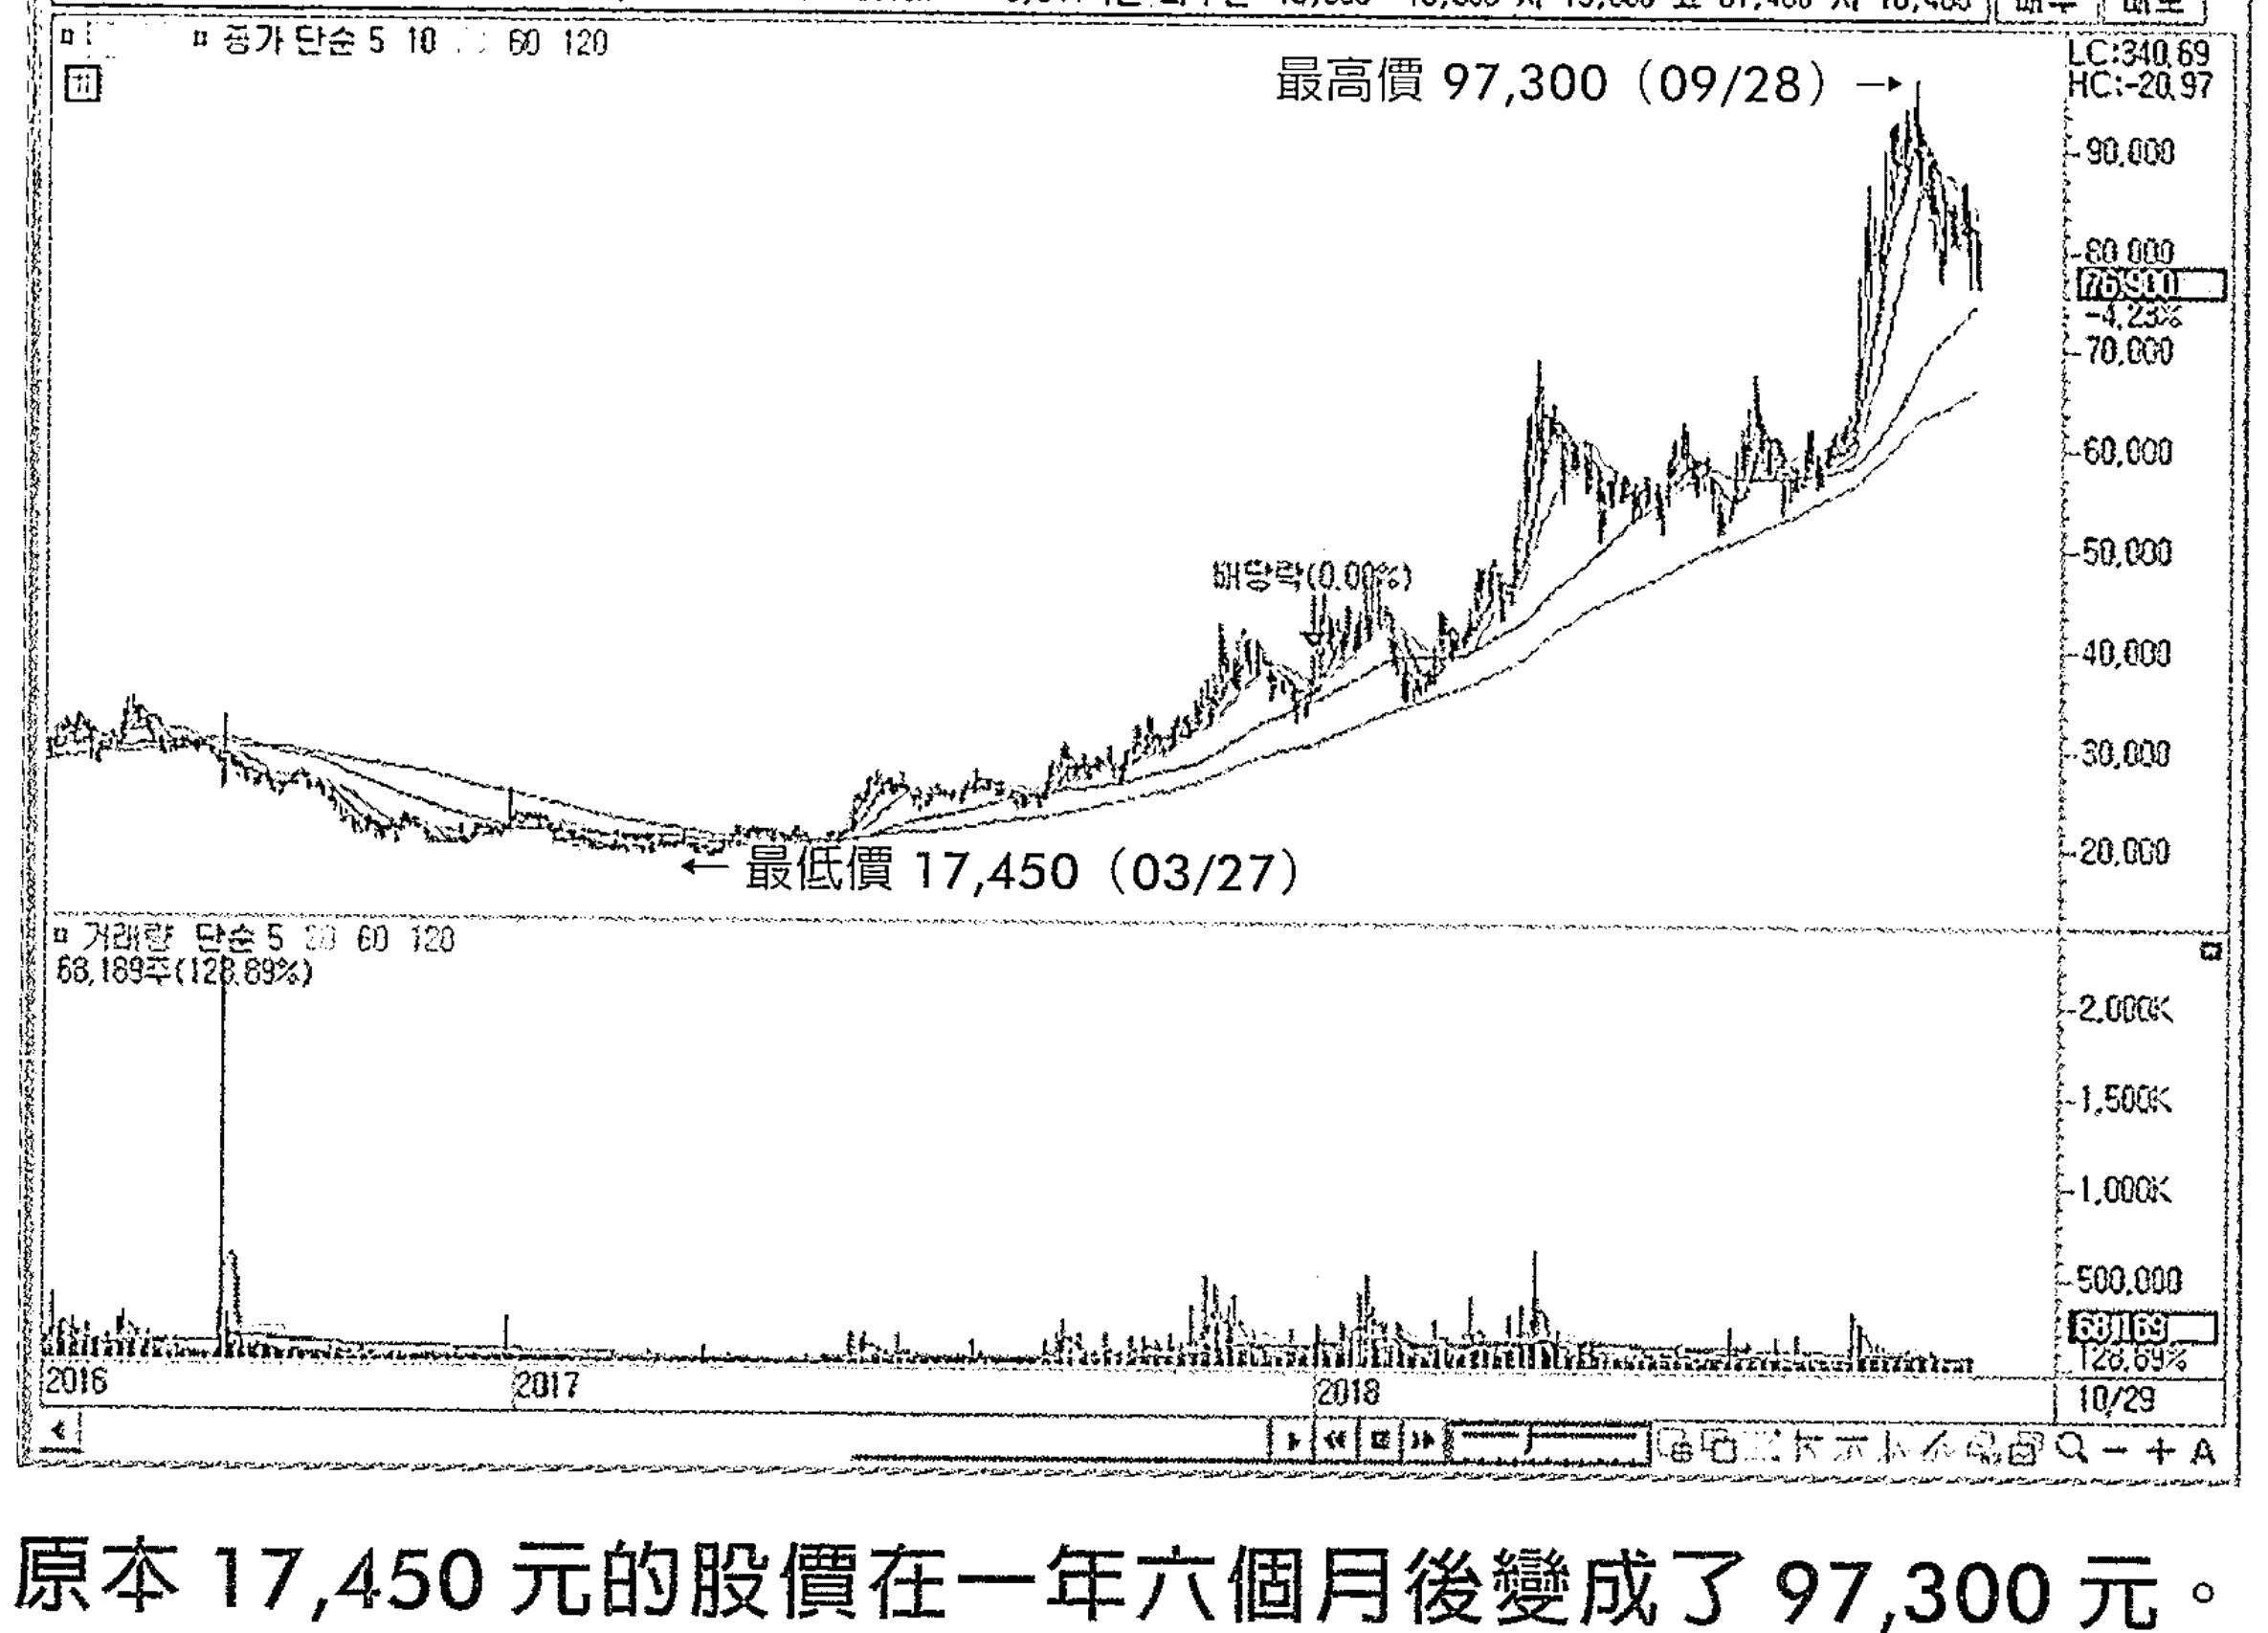 종가 단순 5 10 60 120
最高價 97,300（09/28）→
LC:340.69
HC:-20.97
90,000
80,000
76,900
-4.23%
70,000
60,000
50,000
배당락(0.00%)
40,000
30,000
20,000
← 最低價 17,450（03/27）
거래량 단순 5 20 60 120
68,169주(128.69%)
2,000K
1,500K
1,000K
500,000
68,169
128.69%
2016 2017 2018 10/29
A
原本 17,450 元的股價在一年六個月後變成了 97,300 元。